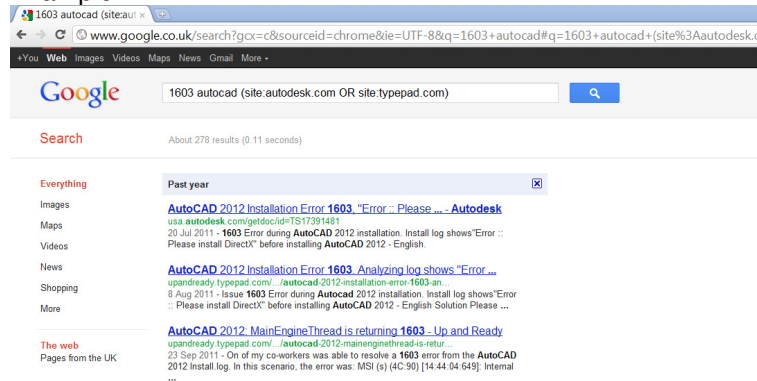 1603 autocad (site:aut ×
www.google.co.uk/search?gcx=c&sourceid=chrome&ie=UTF-8&q=1603+autocad#q=1603+autocad+(site%3Aautodesk.
+You Web Images Videos Maps News Gmail More
Google
1603 autocad (site:autodesk.com OR site:typepad.com)
Search
About 278 results (0.11 seconds)
Everything
Images
Maps
Videos
News
Shopping
More
The web
Pages from the UK
Past year
AutoCAD 2012 Installation Error 1603, "Error :: Please ... - Autodesk
usa.autodesk.com/getdoc/id=TS17391481
20 Jul 2011 - 1603 Error during AutoCAD 2012 installation. Install log shows"Error ::
Please install DirectX" before installing AutoCAD 2012 - English.
AutoCAD 2012 Installation Error 1603. Analyzing log shows "Error ...
upandready.typepad.com/.../autocad-2012-installation-error-1603-an...
8 Aug 2011 - Issue 1603 Error during Autocad 2012 installation. Install log shows"Error
:: Please install DirectX" before installing AutoCAD 2012 - English Solution Please ...
AutoCAD 2012: MainEngineThread is returning 1603 - Up and Ready
upandready.typepad.com/.../autocad-2012-mainenginethread-is-retur...
23 Sep 2011 - On of my co-workers was able to resolve a 1603 error from the AutoCAD
2012 Install.log. In this scenario, the error was: MSI (s) (4C:90) [14:44:04:649]: Internal
...